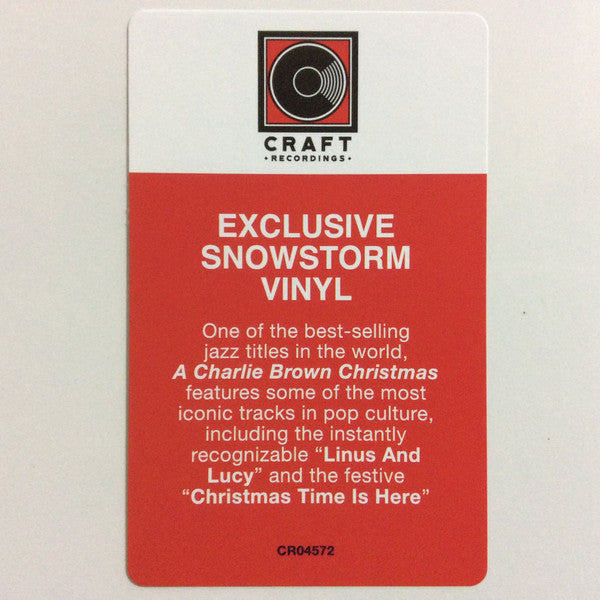 CRAFT
• RECORDINGS •
EXCLUSIVE
SNOWSTORM
VINYL
One of the best-selling
jazz titles in the world,
A Charlie Brown Christmas
features some of the most
iconic tracks in pop culture,
including the instantly
recognizable “Linus And
Lucy” and the festive
“Christmas Time Is Here”
CR04572